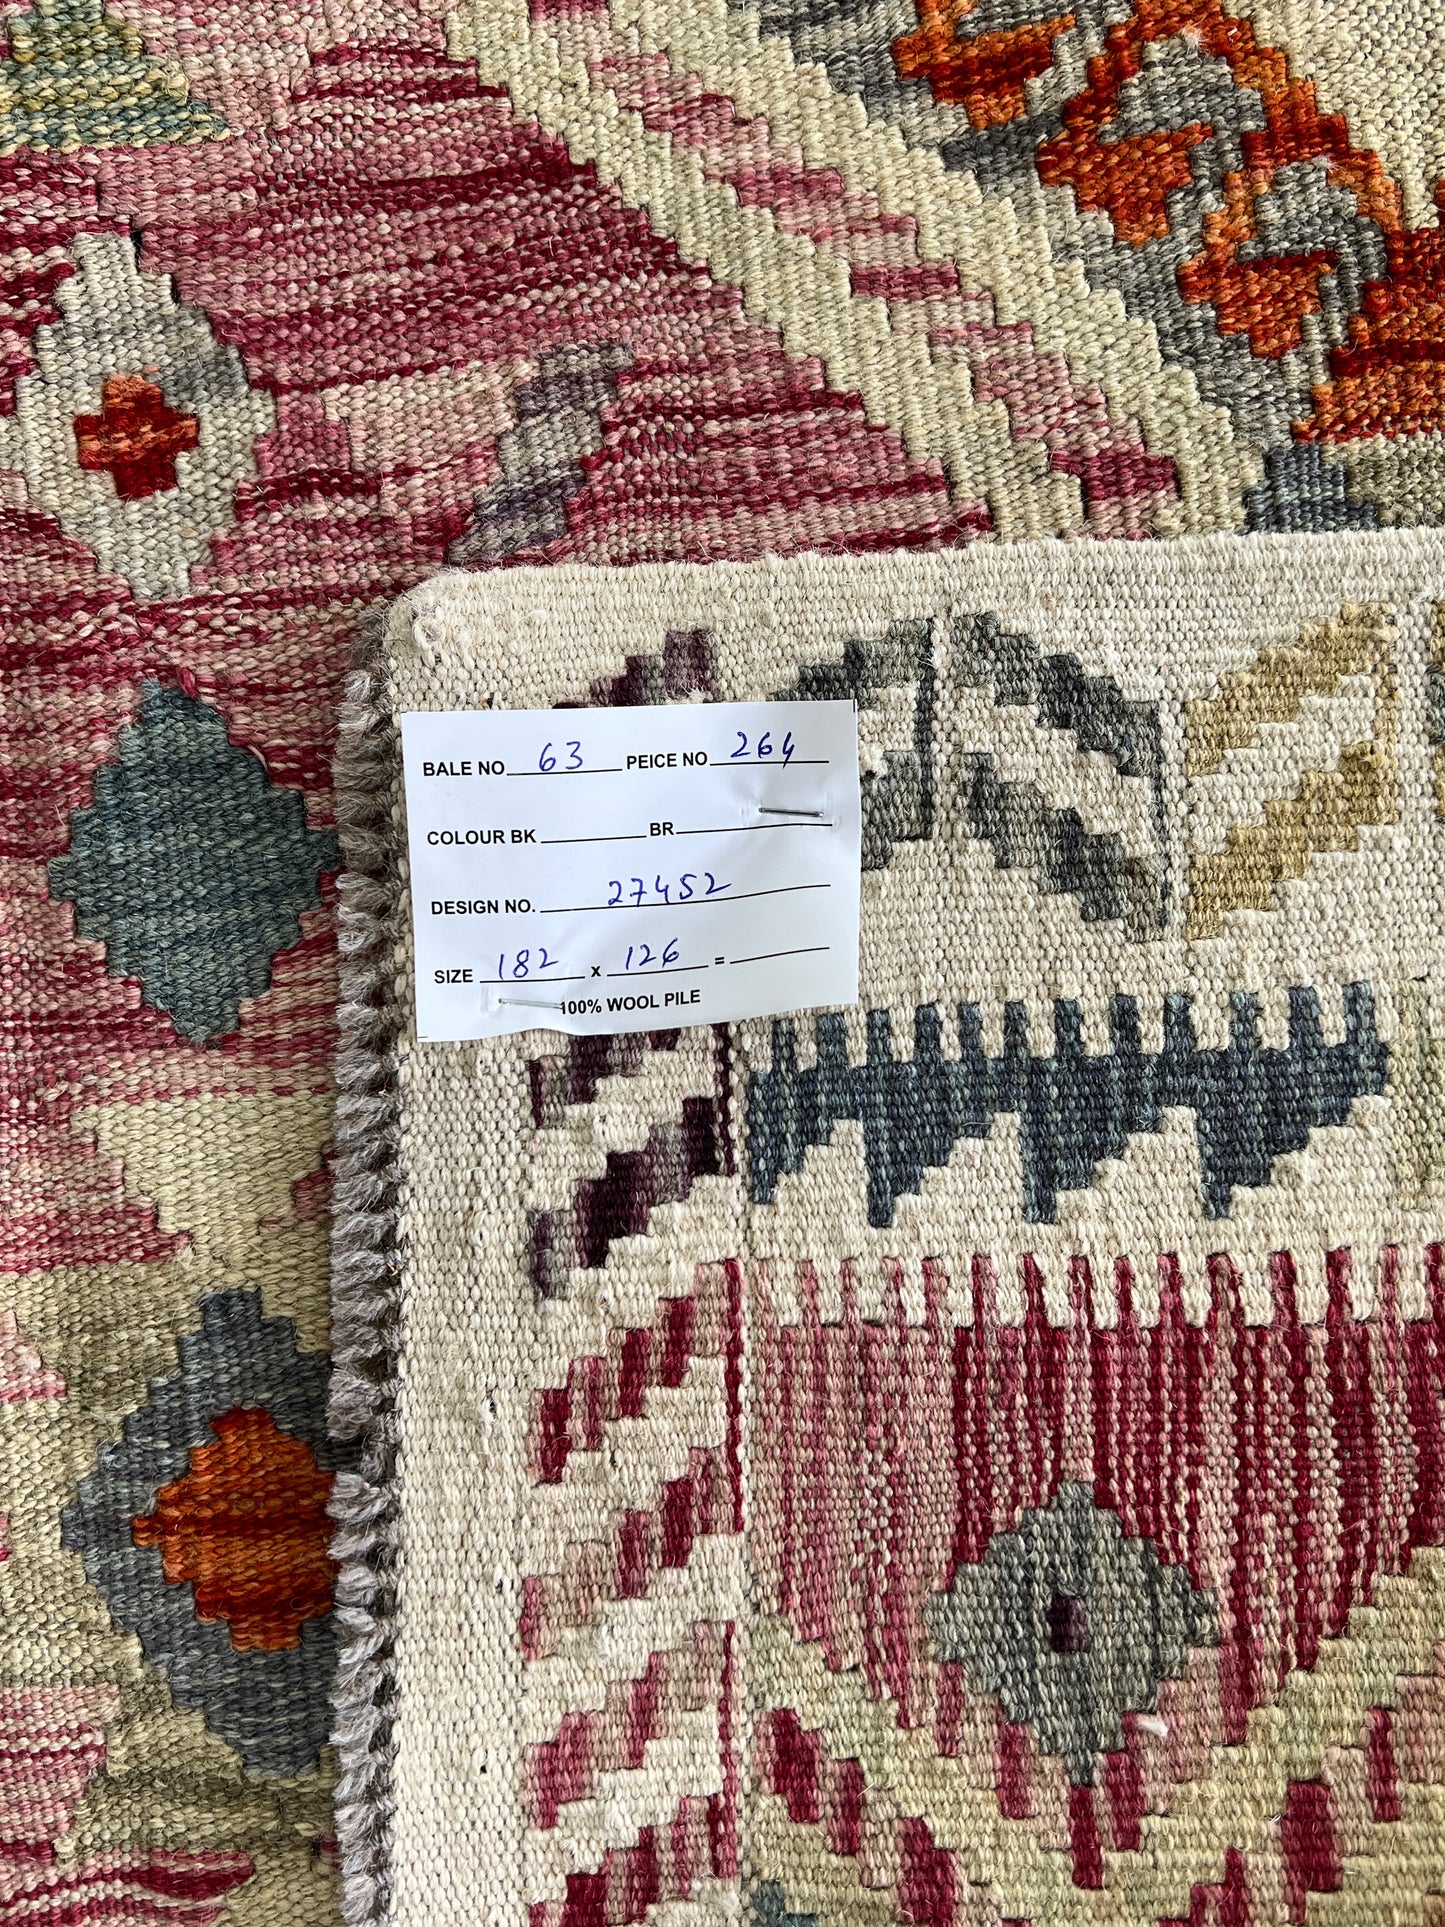 BALE NO 63 PEICE NO 264
COLOUR BK BR
DESIGN NO. 27452
SIZE 182 x 126 =
100% WOOL PILE